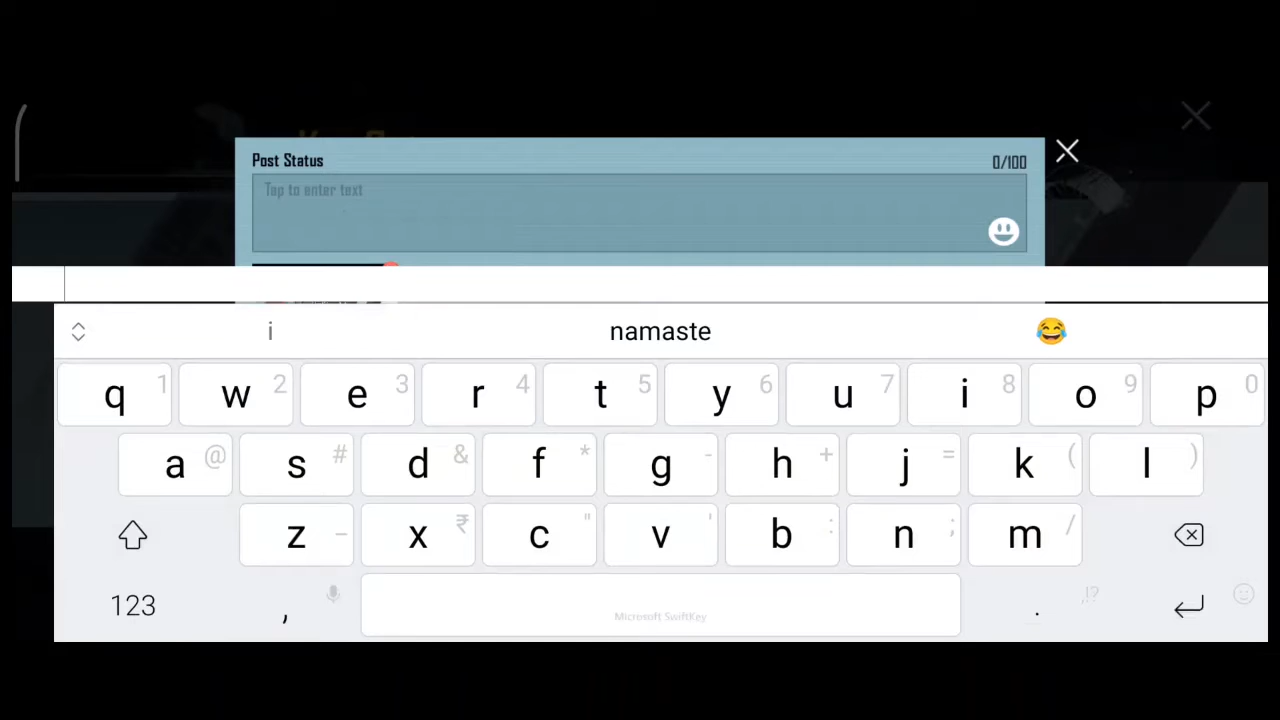 Post Status 0/100
Tap to enter text
i namaste 😂
q 1 w 2 e 3 r 4 t 5 y 6 u 7 i 8 o 9 p 0
a @ s # d & f * g - h + j = k ( l )
z _ x ₹ c " v ' b : n ; m /
123 , Microsoft SwiftKey . ,!?